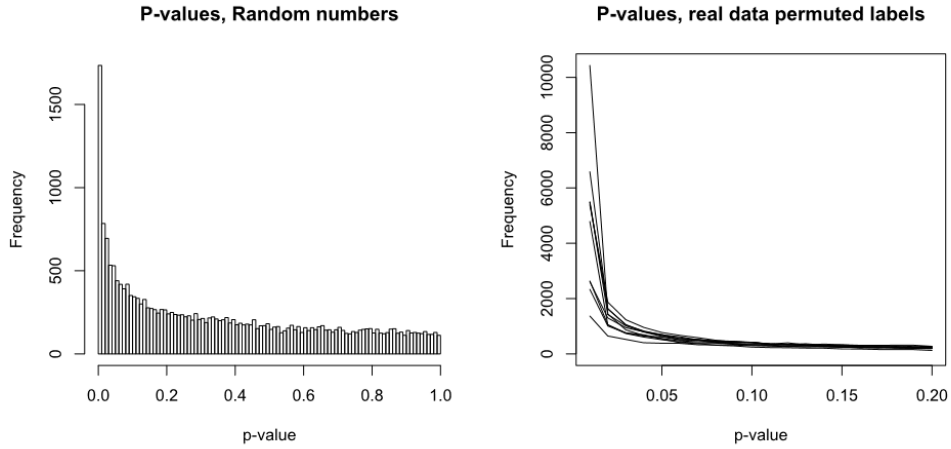 P-values, Random numbers
Frequency
0
500
1000
1500
0.0 0.2 0.4 0.6 0.8 1.0
p-value
P-values, real data permuted labels
Frequency
0
2000
4000
6000
8000
10000
0.05 0.10 0.15 0.20
p-value